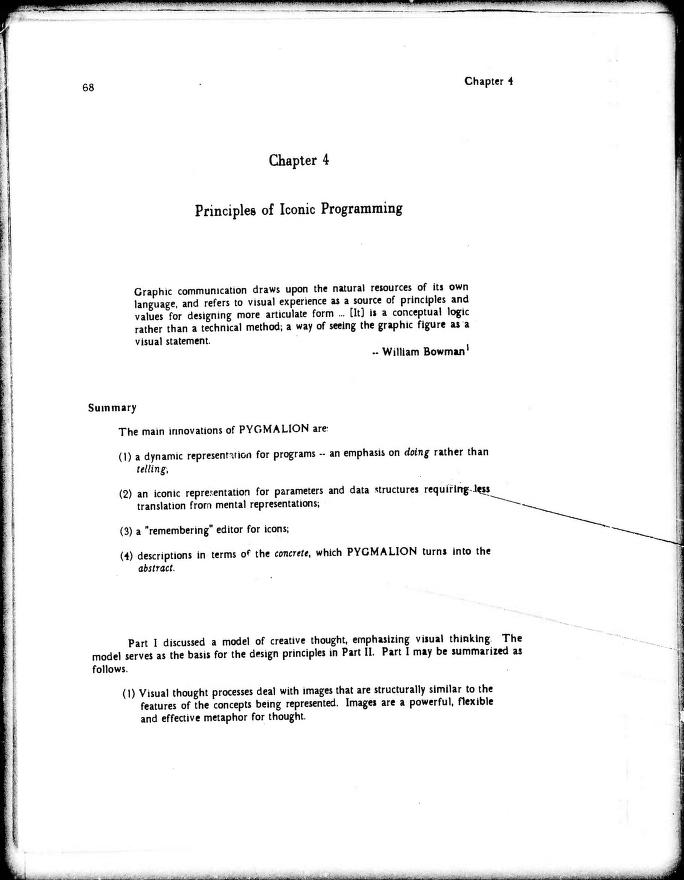 68
Chapter 4
Chapter 4
Principles of Iconic Programming
Graphic communication draws upon the natural resources of its own
language, and refers to visual experience as a source of principles and
values for designing more articulate form ... [It] is a conceptual logic
rather than a technical method; a way of seeing the graphic figure as a
visual statement.
-- William Bowman¹
Summary
The main innovations of PYGMALION are:
(1) a dynamic representation for programs -- an emphasis on doing rather than
telling;
(2) an iconic representation for parameters and data structures requiring less
translation from mental representations;
(3) a "remembering" editor for icons;
(4) descriptions in terms of the concrete, which PYGMALION turns into the
abstract.
Part I discussed a model of creative thought, emphasizing visual thinking. The
model serves as the basis for the design principles in Part II. Part I may be summarized as
follows.
(1) Visual thought processes deal with images that are structurally similar to the
features of the concepts being represented. Images are a powerful, flexible
and effective metaphor for thought.